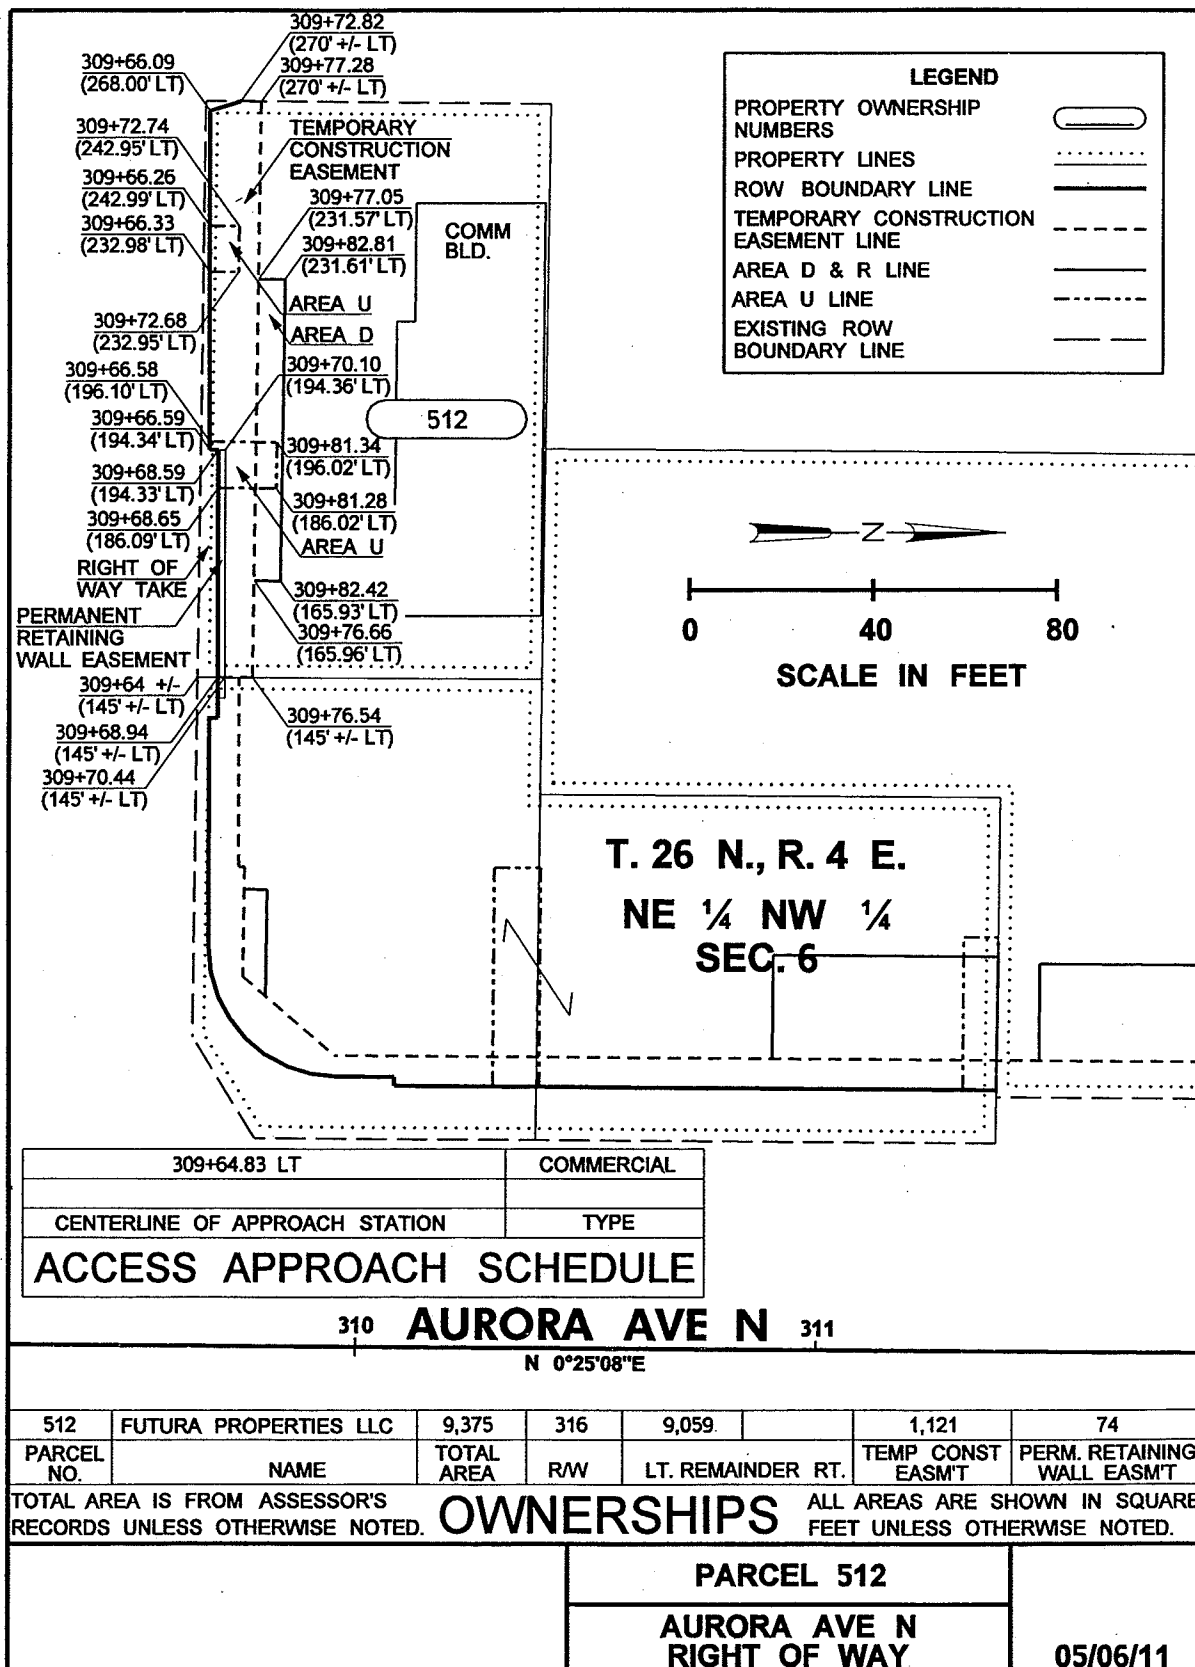 309+72.82
(270' +/- LT)
309+66.09
(268.00' LT)
309+77.28
(270' +/- LT)
309+72.74
(242.95' LT)
TEMPORARY
CONSTRUCTION
EASEMENT
309+66.26
(242.99' LT)
309+77.05
(231.57' LT)
309+66.33
(232.98' LT)
309+82.81
(231.61' LT)
COMM
BLD.
AREA U
309+72.68
(232.95' LT)
AREA D
309+66.58
(196.10' LT)
309+70.10
(194.36' LT)
309+66.59
(194.34' LT)
512
309+81.34
(196.02' LT)
309+68.59
(194.33' LT)
309+81.28
(186.02' LT)
309+68.65
(186.09' LT)
AREA U
RIGHT OF
WAY TAKE
309+82.42
(165.93' LT)
PERMANENT
RETAINING
WALL EASEMENT
309+76.66
(165.96' LT)
309+64 +/-
(145' +/- LT)
309+76.54
(145' +/- LT)
309+68.94
(145' +/- LT)
309+70.44
(145' +/- LT)
LEGEND
PROPERTY OWNERSHIP
NUMBERS
PROPERTY LINES
ROW BOUNDARY LINE
TEMPORARY CONSTRUCTION
EASEMENT LINE
AREA D & R LINE
AREA U LINE
EXISTING ROW
BOUNDARY LINE
N
0 40 80
SCALE IN FEET
T. 26 N., R. 4 E.
NE ¼ NW ¼
SEC. 6
309+64.83 LT COMMERCIAL
CENTERLINE OF APPROACH STATION TYPE
ACCESS APPROACH SCHEDULE
310 AURORA AVE N 311
N 0°25'08"E
512 FUTURA PROPERTIES LLC 9,375 316 9,059 1,121 74
PARCEL NO. NAME TOTAL AREA R/W LT. REMAINDER RT. TEMP CONST EASM'T PERM. RETAINING WALL EASM'T
TOTAL AREA IS FROM ASSESSOR'S
RECORDS UNLESS OTHERWISE NOTED.
OWNERSHIPS
ALL AREAS ARE SHOWN IN SQUARE
FEET UNLESS OTHERWISE NOTED.
PARCEL 512
AURORA AVE N
RIGHT OF WAY
05/06/11